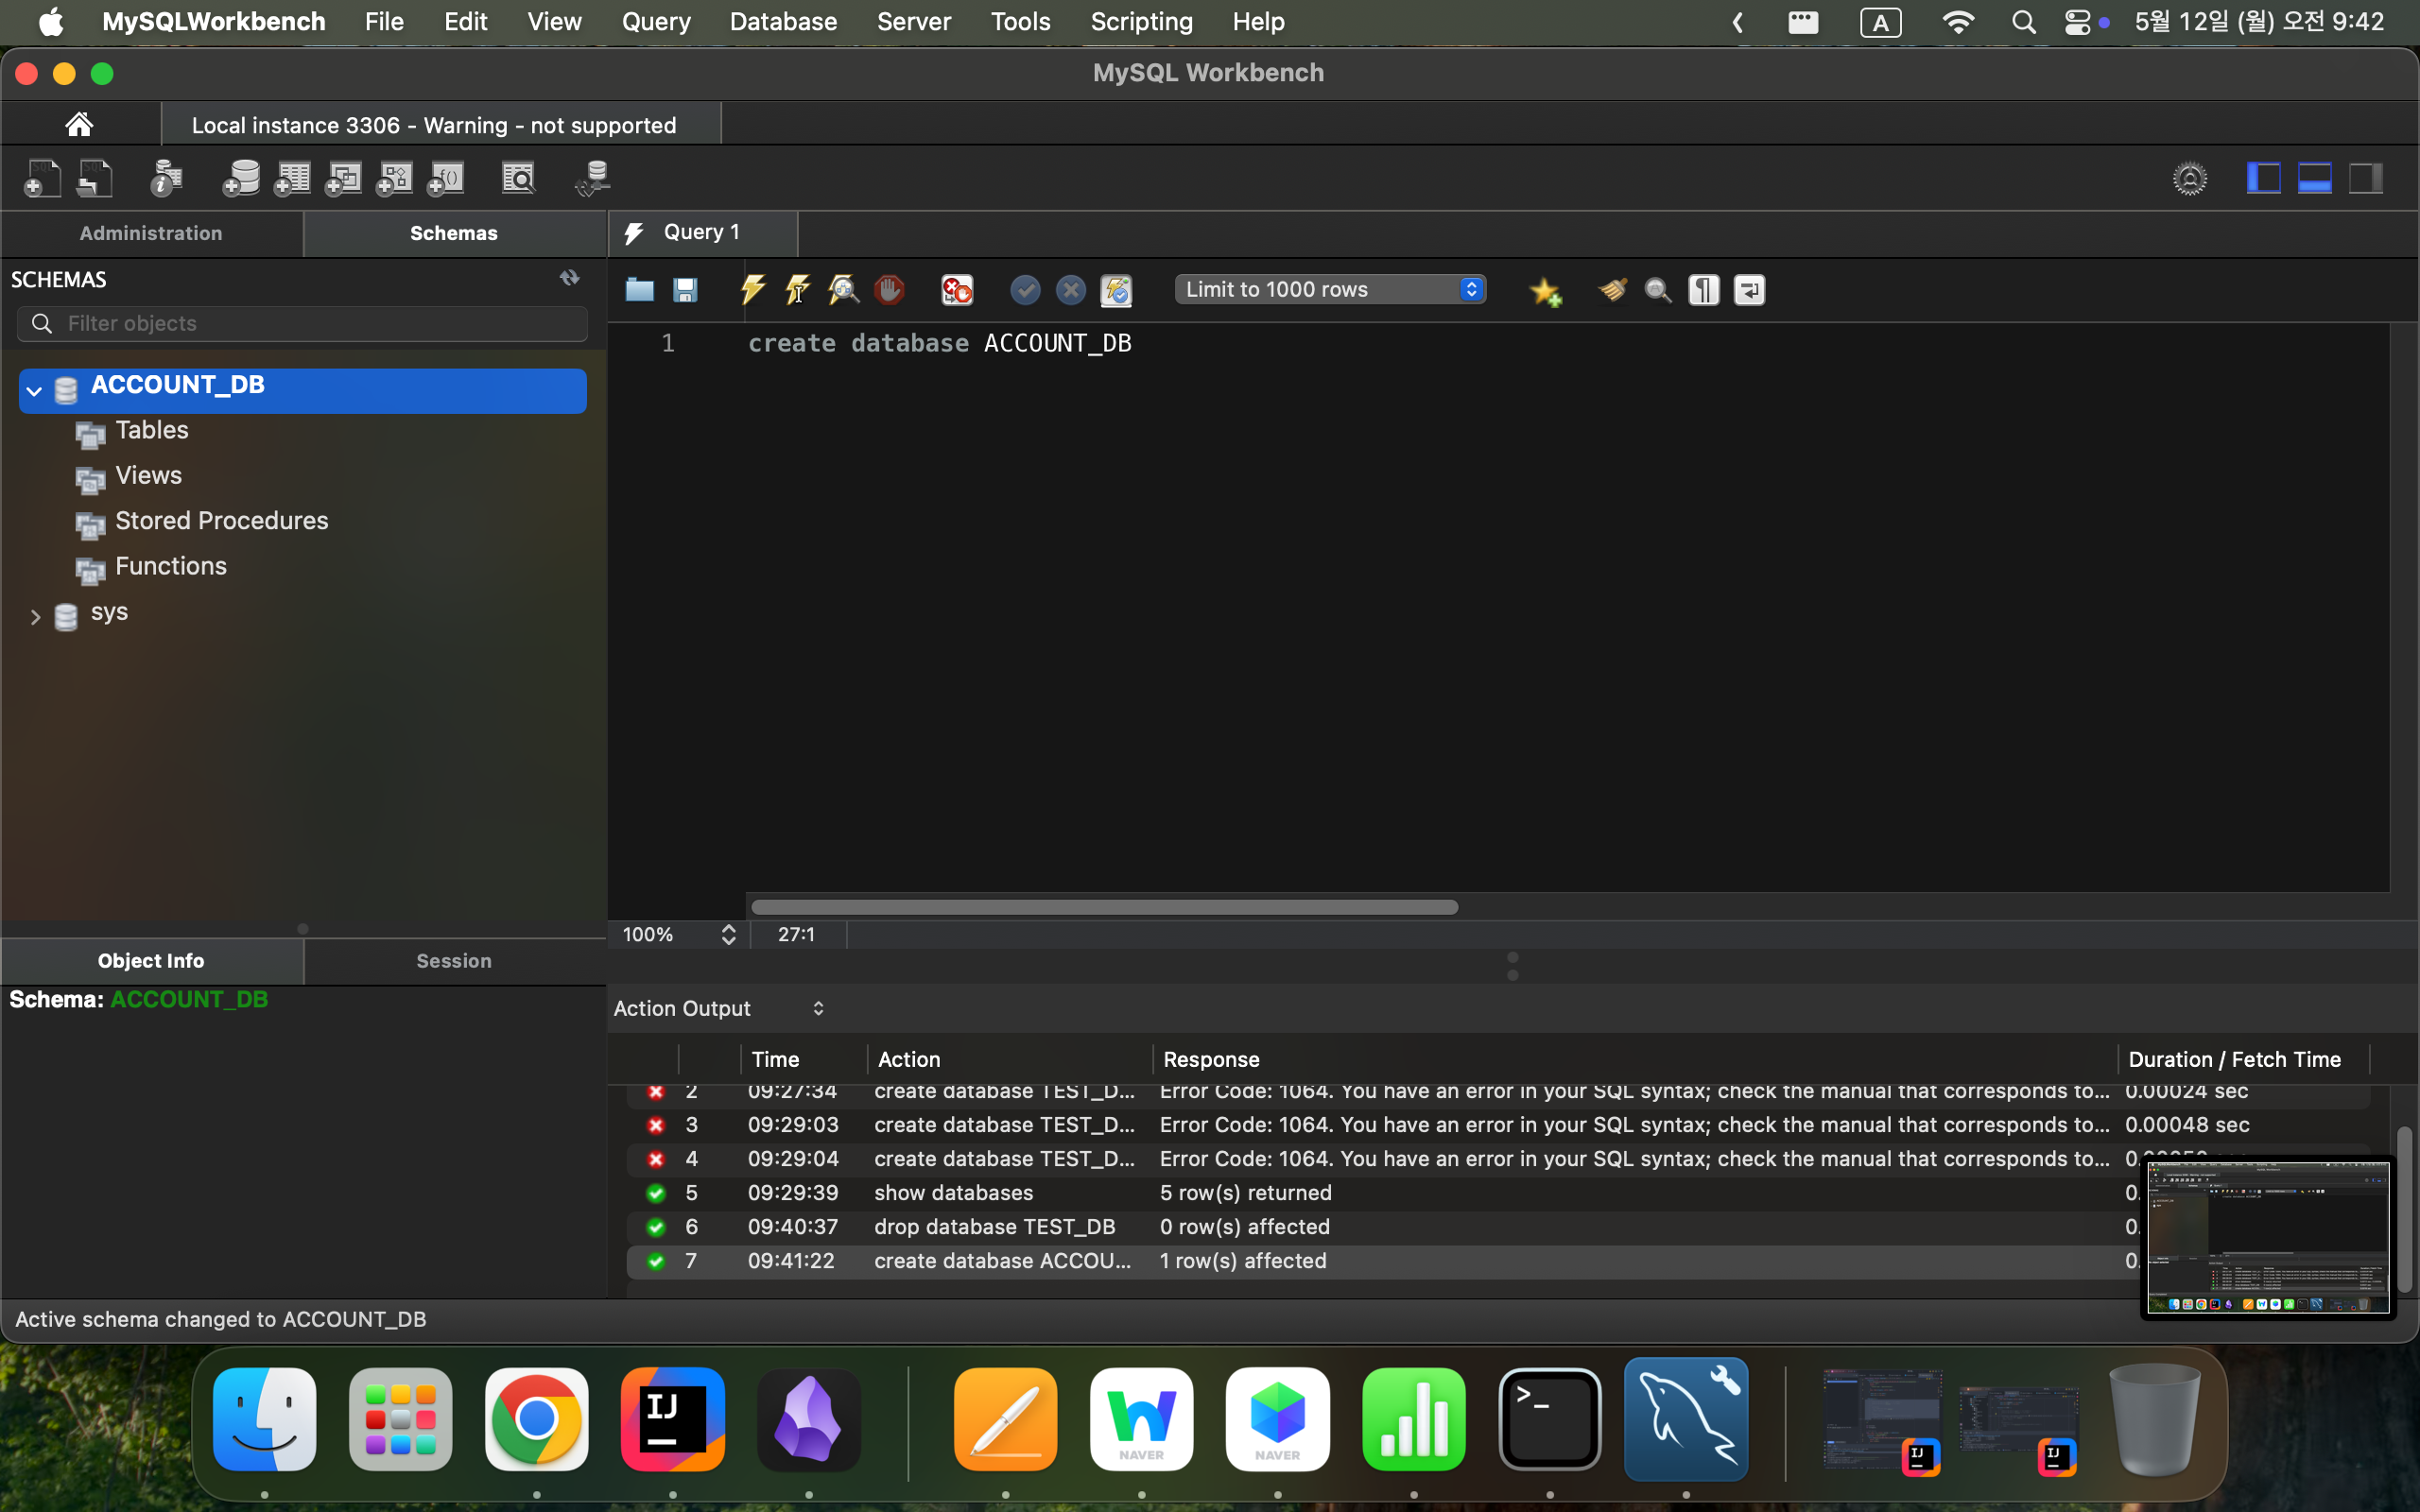 MySQLWorkbench File Edit View Query Database Server Tools Scripting Help A 5월 12일 (월) 오전 9:42
MySQL Workbench
Local instance 3306 - Warning - not supported
Administration Schemas Query 1
SCHEMAS
Filter objects
Limit to 1000 rows
1 create database ACCOUNT_DB
ACCOUNT_DB
Tables
Views
Stored Procedures
Functions
sys
100% 27:1
Object Info Session
Schema: ACCOUNT_DB
Action Output
Time Action Response Duration / Fetch Time
2 09:27:34 create database TEST_D... Error Code: 1064. You have an error in your SQL syntax; check the manual that corresponds to... 0.00024 sec
3 09:29:03 create database TEST_D... Error Code: 1064. You have an error in your SQL syntax; check the manual that corresponds to... 0.00048 sec
4 09:29:04 create database TEST_D... Error Code: 1064. You have an error in your SQL syntax; check the manual that corresponds to...
5 09:29:39 show databases 5 row(s) returned 0.
6 09:40:37 drop database TEST_DB 0 row(s) affected 0.
7 09:41:22 create database ACCOU... 1 row(s) affected 0.
Active schema changed to ACCOUNT_DB
IJ
NAVER
NAVER
IJ
IJ